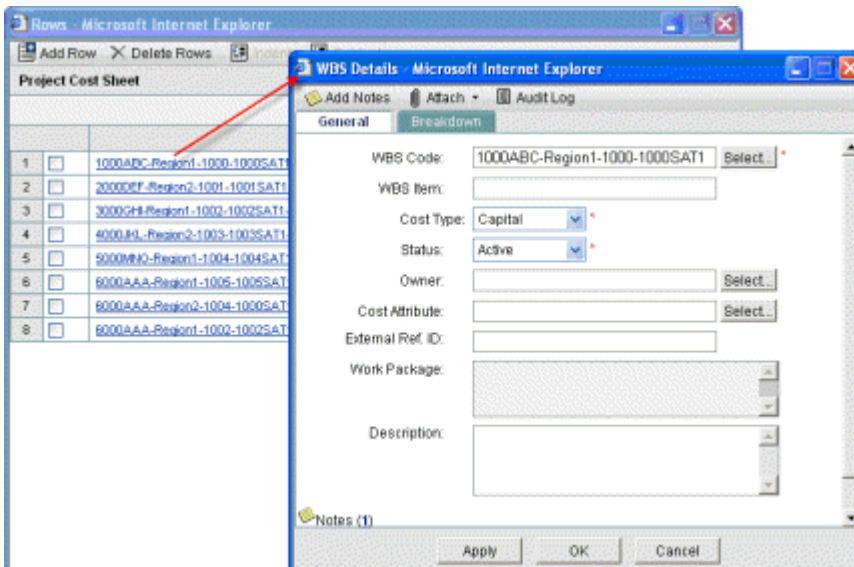 Rows - Microsoft Internet Explorer
Add Row Delete Rows
Project Cost Sheet
1 1000ABC-Region1-1000-1000SAT1
2 2000DEF-Region2-1001-1001SAT1
3 3000GHI-Region1-1002-1002SAT1-
4 4000JKL-Region2-1003-1003SAT1-
5 5000MNO-Region1-1004-1004SAT
6 6000AAA-Region1-1005-1005SAT
7 6000AAA-Region2-1004-1000SAT
8 6000AAA-Region1-1002-1002SAT
WBS Details - Microsoft Internet Explorer
Add Notes Attach Audit Log
General Breakdown
WBS Code: 1000ABC-Region1-1000-1000SAT1 Select... *
WBS Item:
Cost Type: Capital *
Status: Active *
Owner: Select...
Cost Attribute: Select...
External Ref. ID:
Work Package:
Description:
Notes (1)
Apply OK Cancel